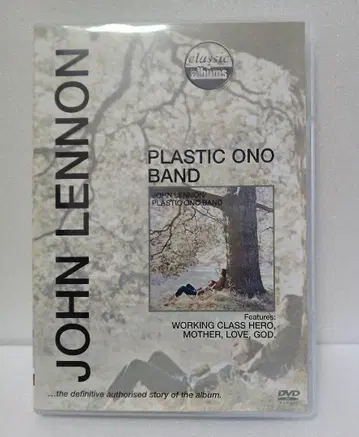 classic
albums
JOHN LENNON
PLASTIC ONO
BAND
JOHN LENNON/
PLASTIC ONO BAND
Features:
WORKING CLASS HERO,
MOTHER, LOVE, GOD.
...the definitive authorised story of the album.
DVD